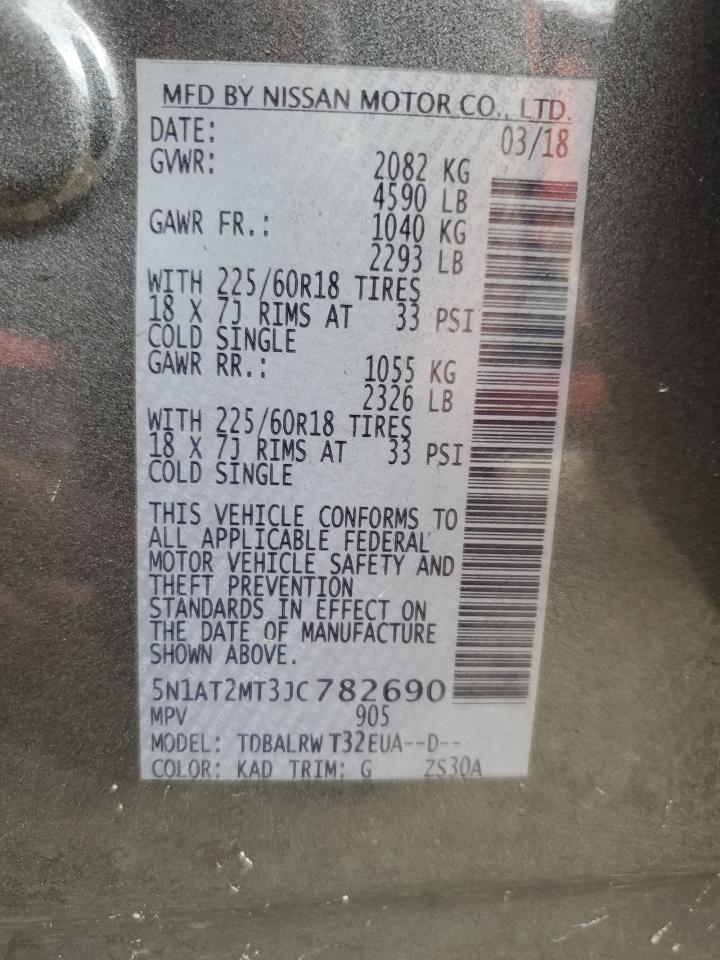 MFD BY NISSAN MOTOR CO., LTD.
DATE: 03/18
GVWR: 2082 KG
4590 LB
GAWR FR.: 1040 KG
2293 LB
WITH 225/60R18 TIRES
18 X 7J RIMS AT 33 PSI
COLD SINGLE
GAWR RR.: 1055 KG
2326 LB
WITH 225/60R18 TIRES
18 X 7J RIMS AT 33 PSI
COLD SINGLE
THIS VEHICLE CONFORMS TO
ALL APPLICABLE FEDERAL
MOTOR VEHICLE SAFETY AND
THEFT PREVENTION
STANDARDS IN EFFECT ON
THE DATE OF MANUFACTURE
SHOWN ABOVE.
5N1AT2MT3JC782690
MPV 905
MODEL: TDBALRW T32EUA--D--
COLOR: KAD TRIM: G ZS30A